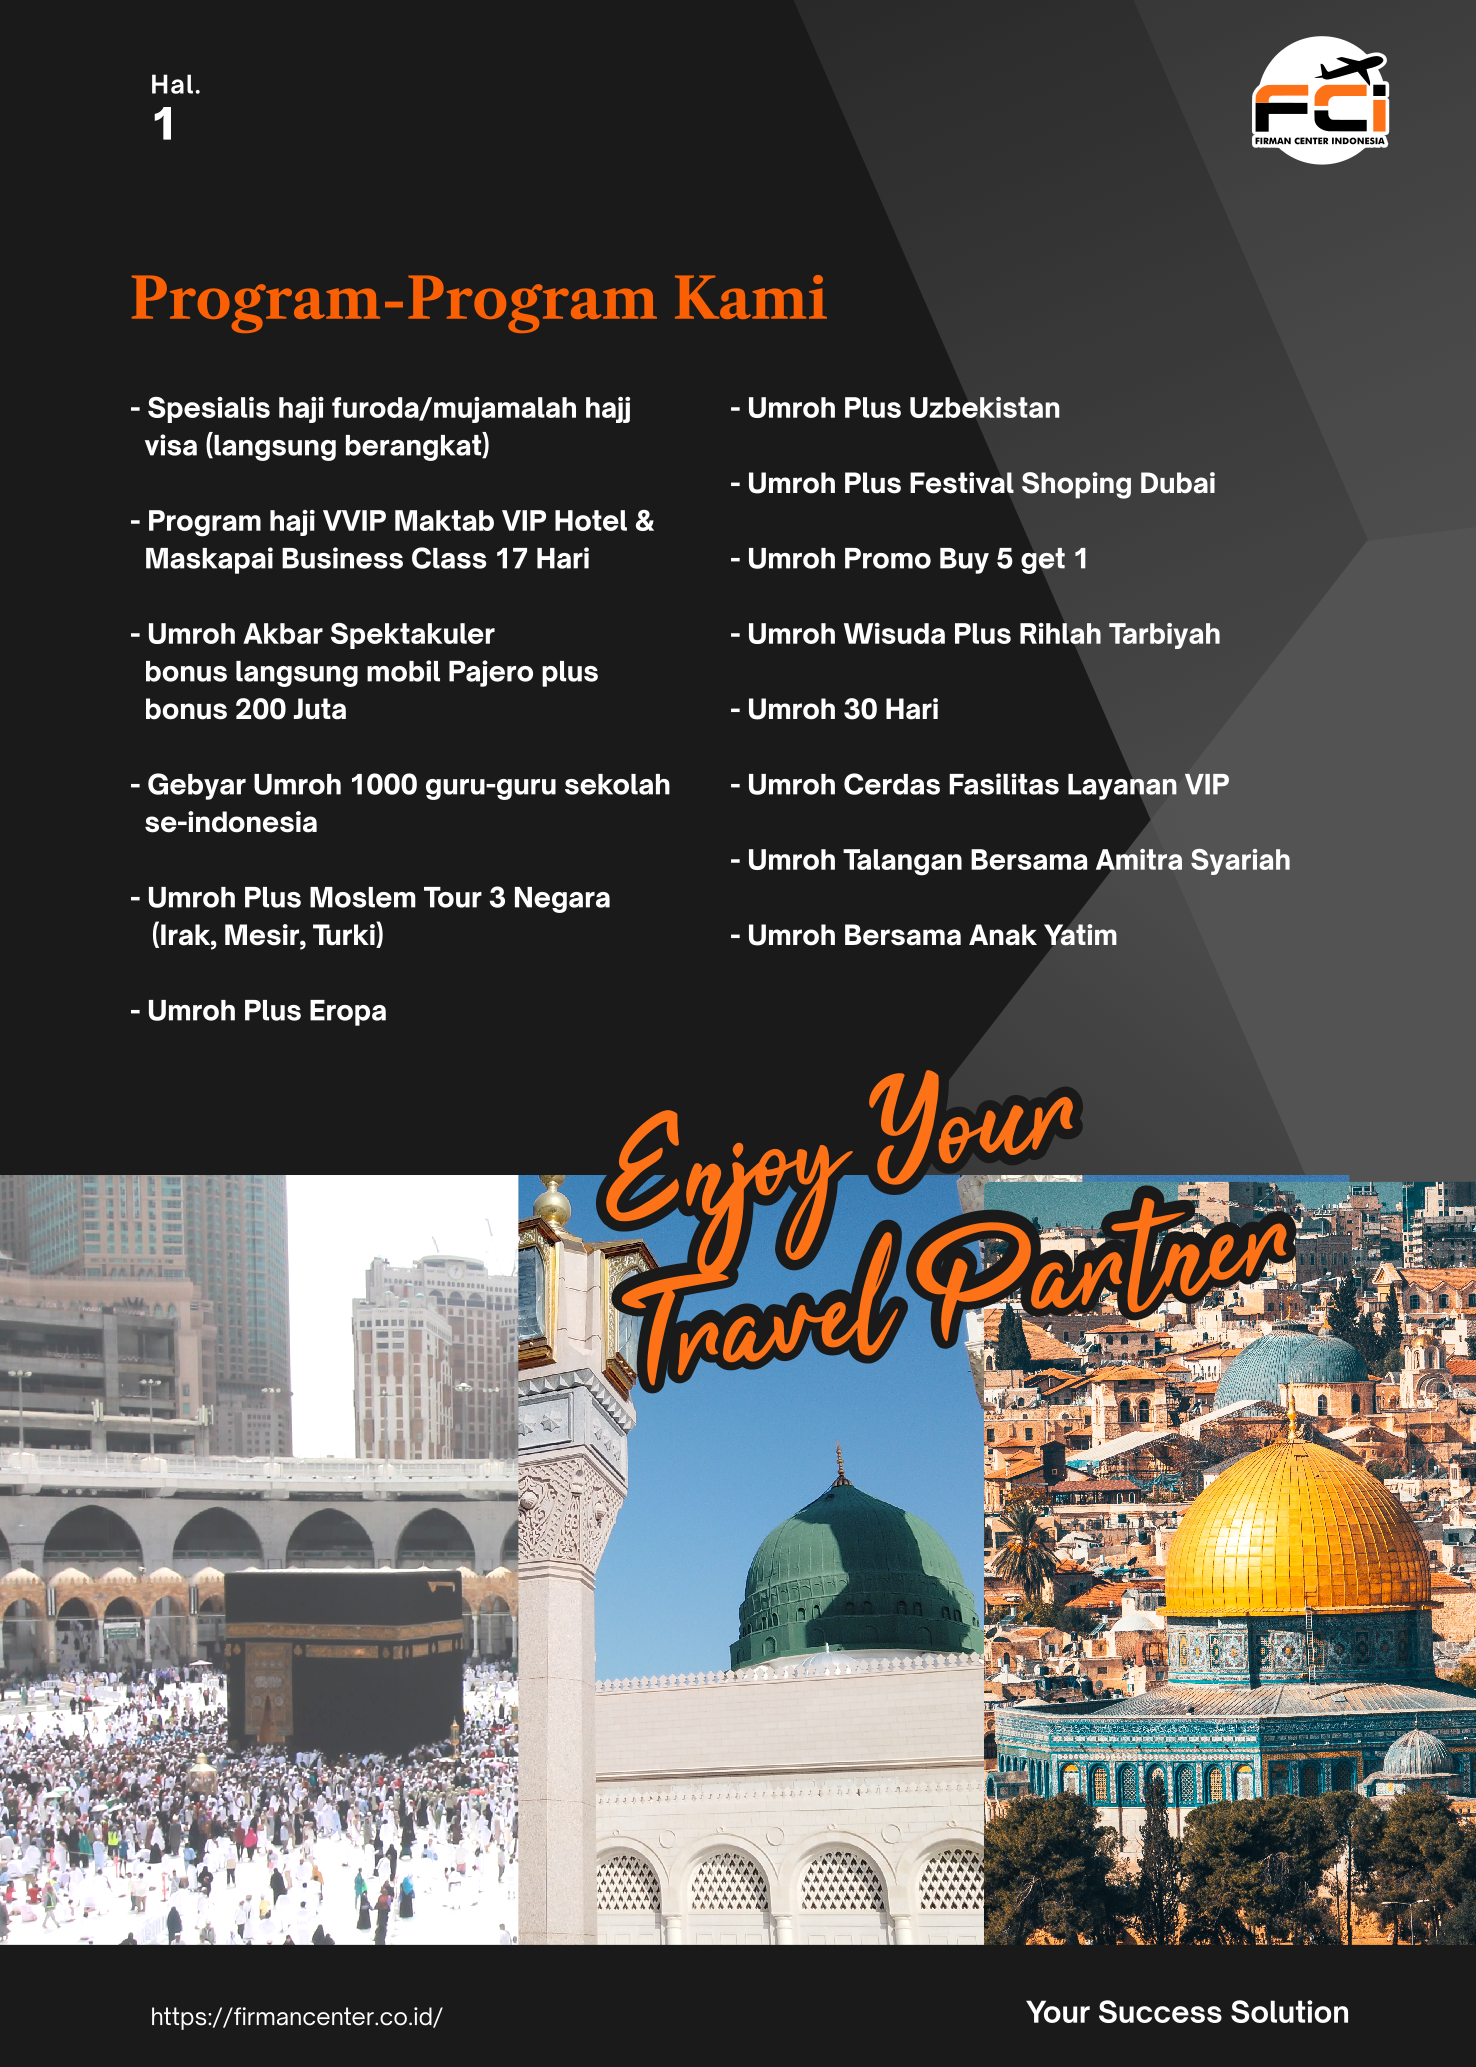 Hal.
1
FCi
FIRMAN CENTER INDONESIA
Program-Program Kami
- Spesialis haji furoda/mujamalah hajj
visa (langsung berangkat)
- Program haji VVIP Maktab VIP Hotel &
Maskapai Business Class 17 Hari
- Umroh Akbar Spektakuler
bonus langsung mobil Pajero plus
bonus 200 Juta
- Gebyar Umroh 1000 guru-guru sekolah
se-indonesia
- Umroh Plus Moslem Tour 3 Negara
(Irak, Mesir, Turki)
- Umroh Plus Eropa
- Umroh Plus Uzbekistan
- Umroh Plus Festival Shoping Dubai
- Umroh Promo Buy 5 get 1
- Umroh Wisuda Plus Rihlah Tarbiyah
- Umroh 30 Hari
- Umroh Cerdas Fasilitas Layanan VIP
- Umroh Talangan Bersama Amitra Syariah
- Umroh Bersama Anak Yatim
Enjoy Your
Travel Partner
https://firmancenter.co.id/
Your Success Solution